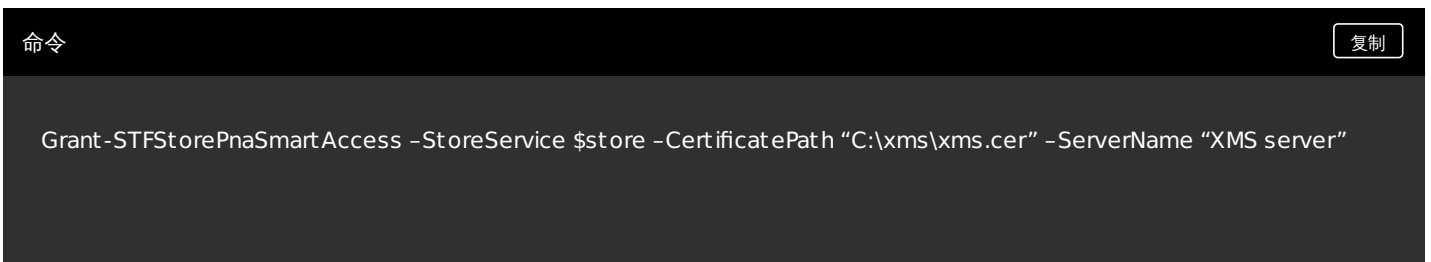 命令
复制
Grant-STFStorePnaSmartAccess –StoreService $store –CertificatePath “C:\xms\xms.cer” –ServerName “XMS server”